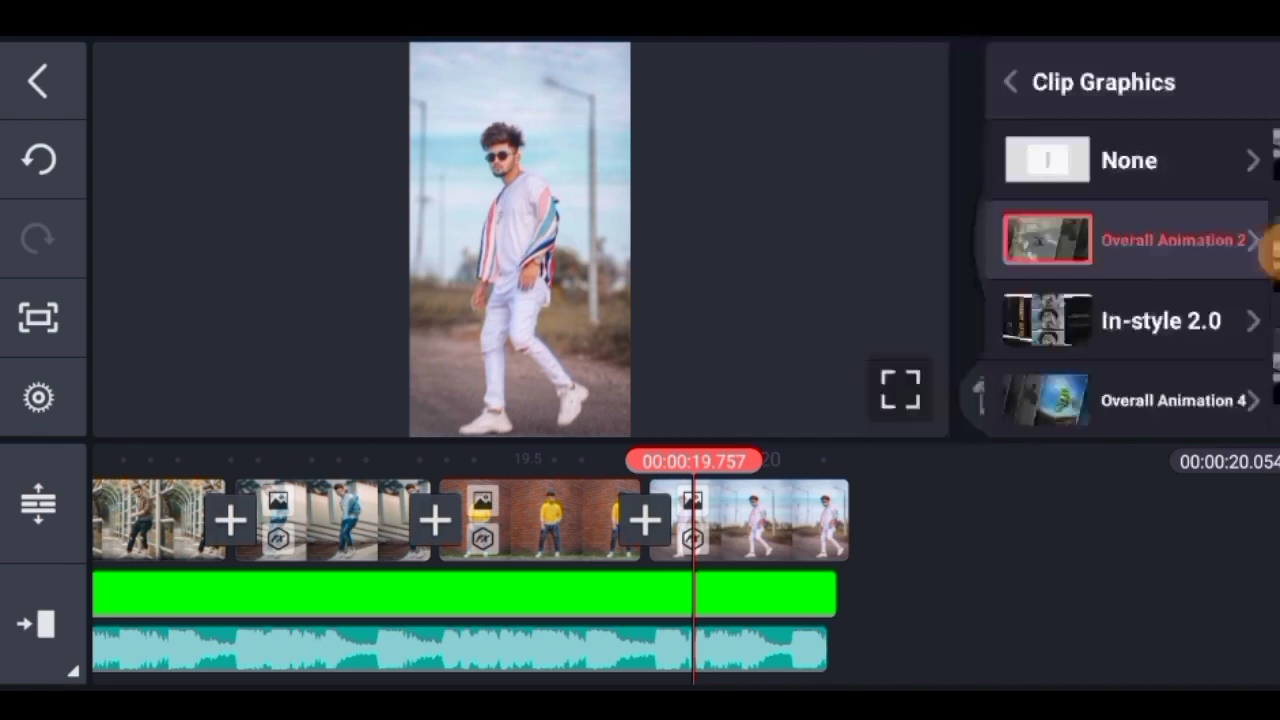 Clip Graphics
None
Overall Animation 2
In-style 2.0
Overall Animation 4
19.5
00:00:19.757
20
00:00:20.054